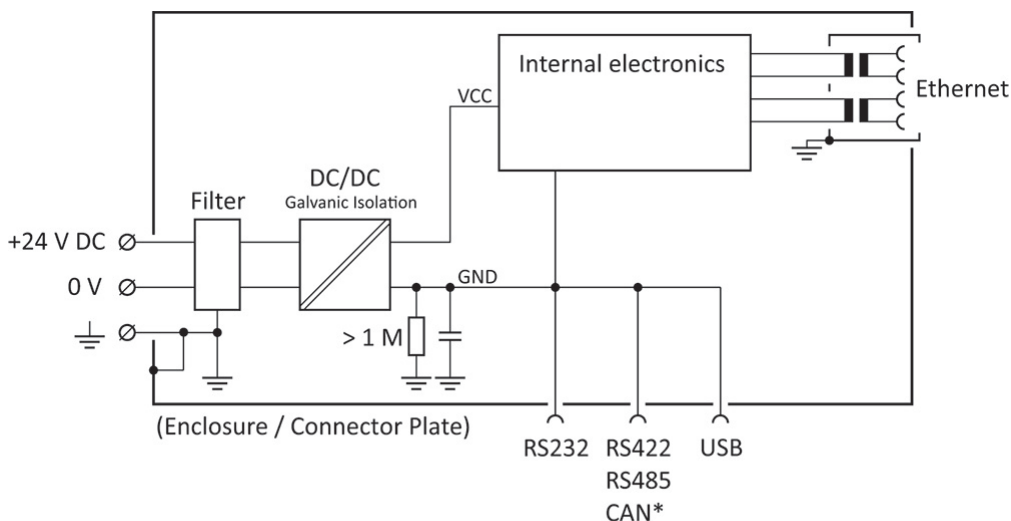 Internal electronics
Ethernet
VCC
DC/DC
Galvanic Isolation
Filter
+24 V DC
0 V
GND
> 1 M
(Enclosure / Connector Plate)
RS232
RS422
USB
RS485
CAN*